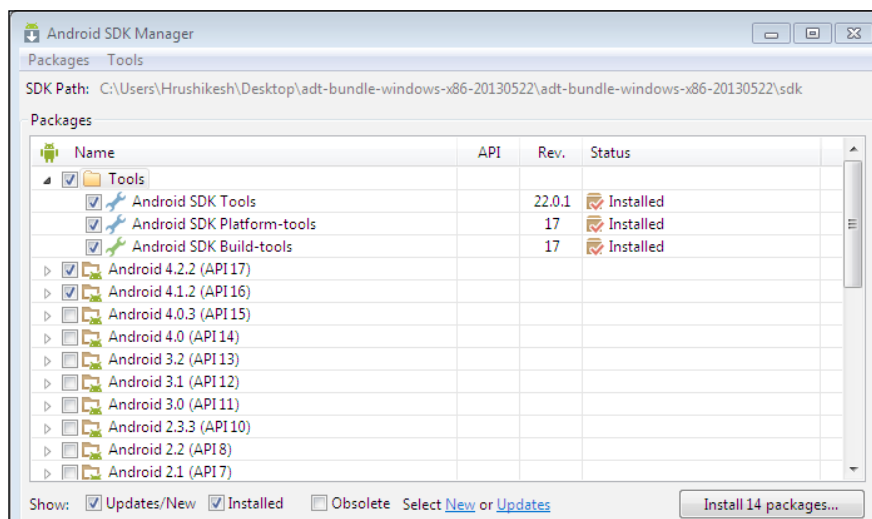 Android SDK Manager
Packages Tools
SDK Path: C:\Users\Hrushikesh\Desktop\adt-bundle-windows-x86-20130522\adt-bundle-windows-x86-20130522\sdk
Packages
Name API Rev. Status
Tools
Android SDK Tools 22.0.1 Installed
Android SDK Platform-tools 17 Installed
Android SDK Build-tools 17 Installed
Android 4.2.2 (API 17)
Android 4.1.2 (API 16)
Android 4.0.3 (API 15)
Android 4.0 (API 14)
Android 3.2 (API 13)
Android 3.1 (API 12)
Android 3.0 (API 11)
Android 2.3.3 (API 10)
Android 2.2 (API 8)
Android 2.1 (API 7)
Show: Updates/New Installed Obsolete Select New or Updates Install 14 packages...